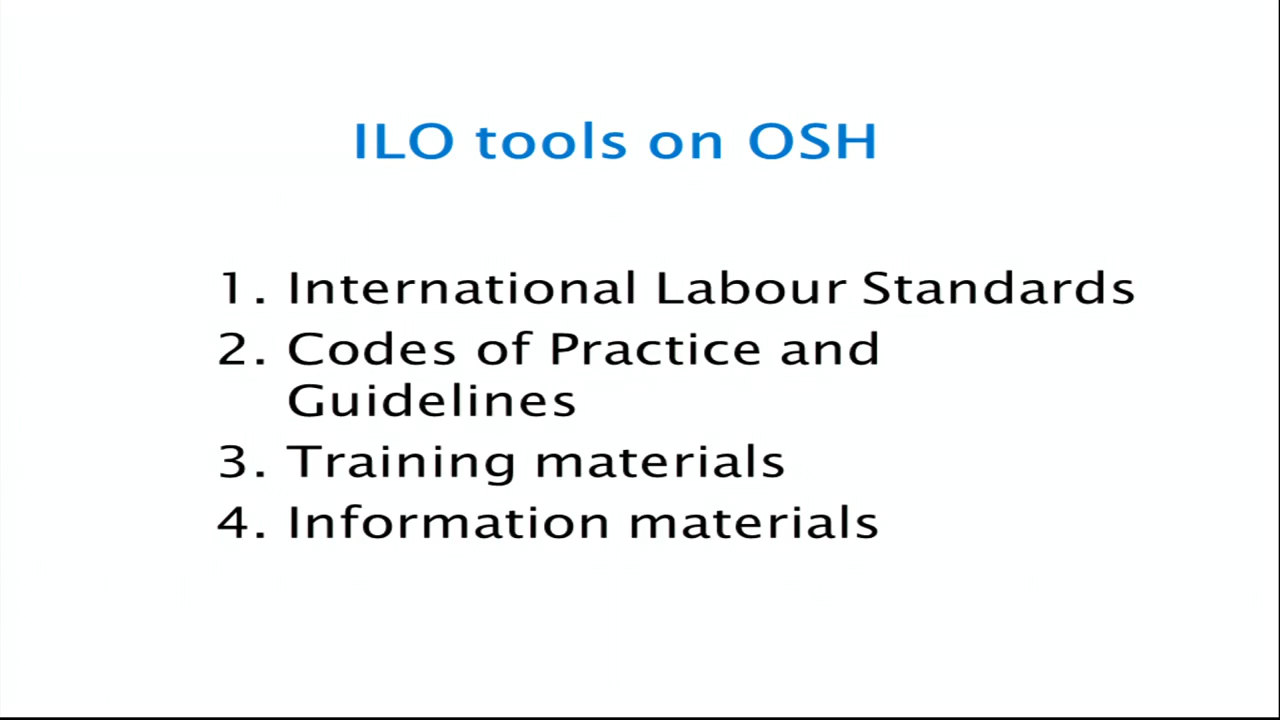 ILO tools on OSH
1. International Labour Standards
2. Codes of Practice and
Guidelines
3. Training materials
4. Information materials